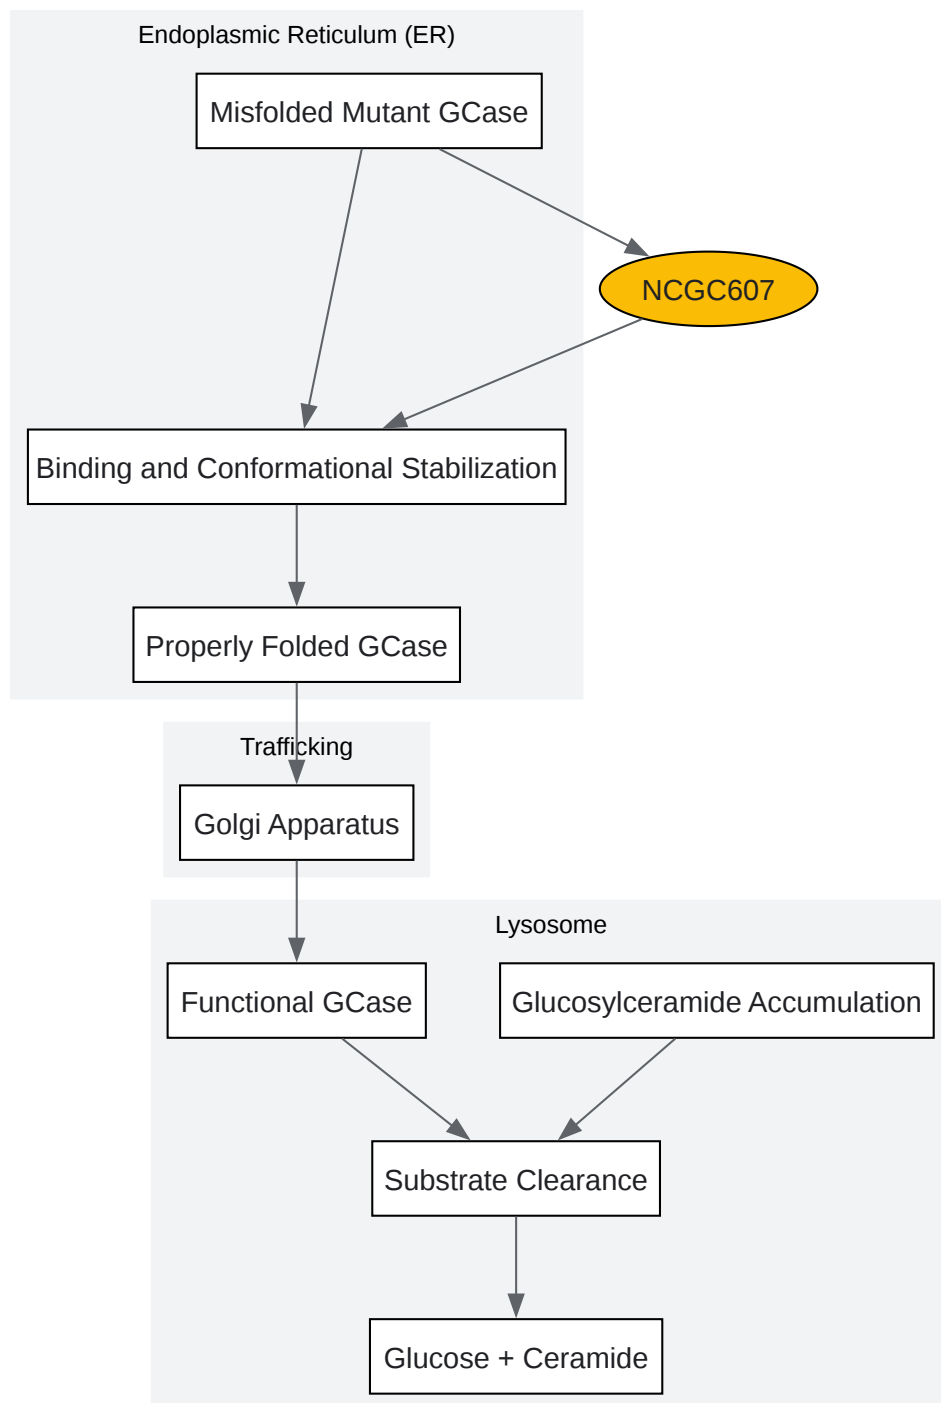 Endoplasmic Reticulum (ER)
Misfolded Mutant GCase
NCGC607
Binding and Conformational Stabilization
Properly Folded GCase
Trafficking
Golgi Apparatus
Lysosome
Functional GCase
Glucosylceramide Accumulation
Substrate Clearance
Glucose + Ceramide